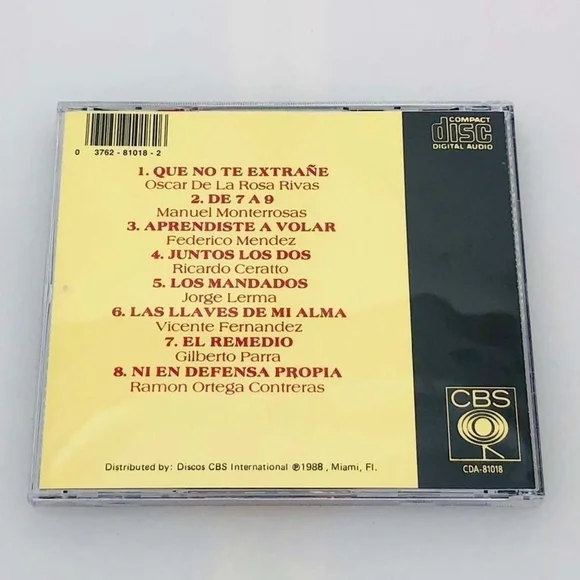 0 3762 - 81018 - 2
COMPACT
disc
DIGITAL AUDIO
1. QUE NO TE EXTRAÑE
Oscar De La Rosa Rivas
2. DE 7 A 9
Manuel Monterrosas
3. APRENDISTE A VOLAR
Federico Mendez
4. JUNTOS LOS DOS
Ricardo Ceratto
5. LOS MANDADOS
Jorge Lerma
6. LAS LLAVES DE MI ALMA
Vicente Fernandez
7. EL REMEDIO
Gilberto Parra
8. NI EN DEFENSA PROPIA
Ramon Ortega Contreras
CBS
CDA-81018
Distributed by: Discos CBS International ℗1988, Miami, Fl.